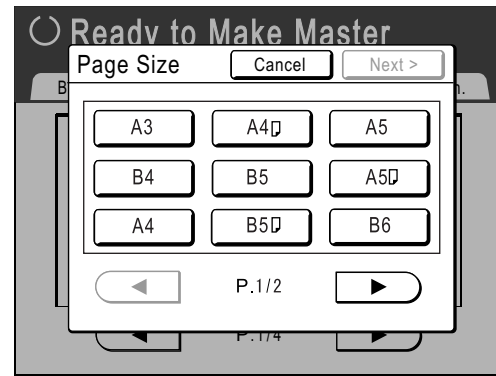 Ready to Make Master
Page Size Cancel Next >
A3 A4 A5
B4 B5 A5
A4 B5 B6
P.1/2
P.1/4